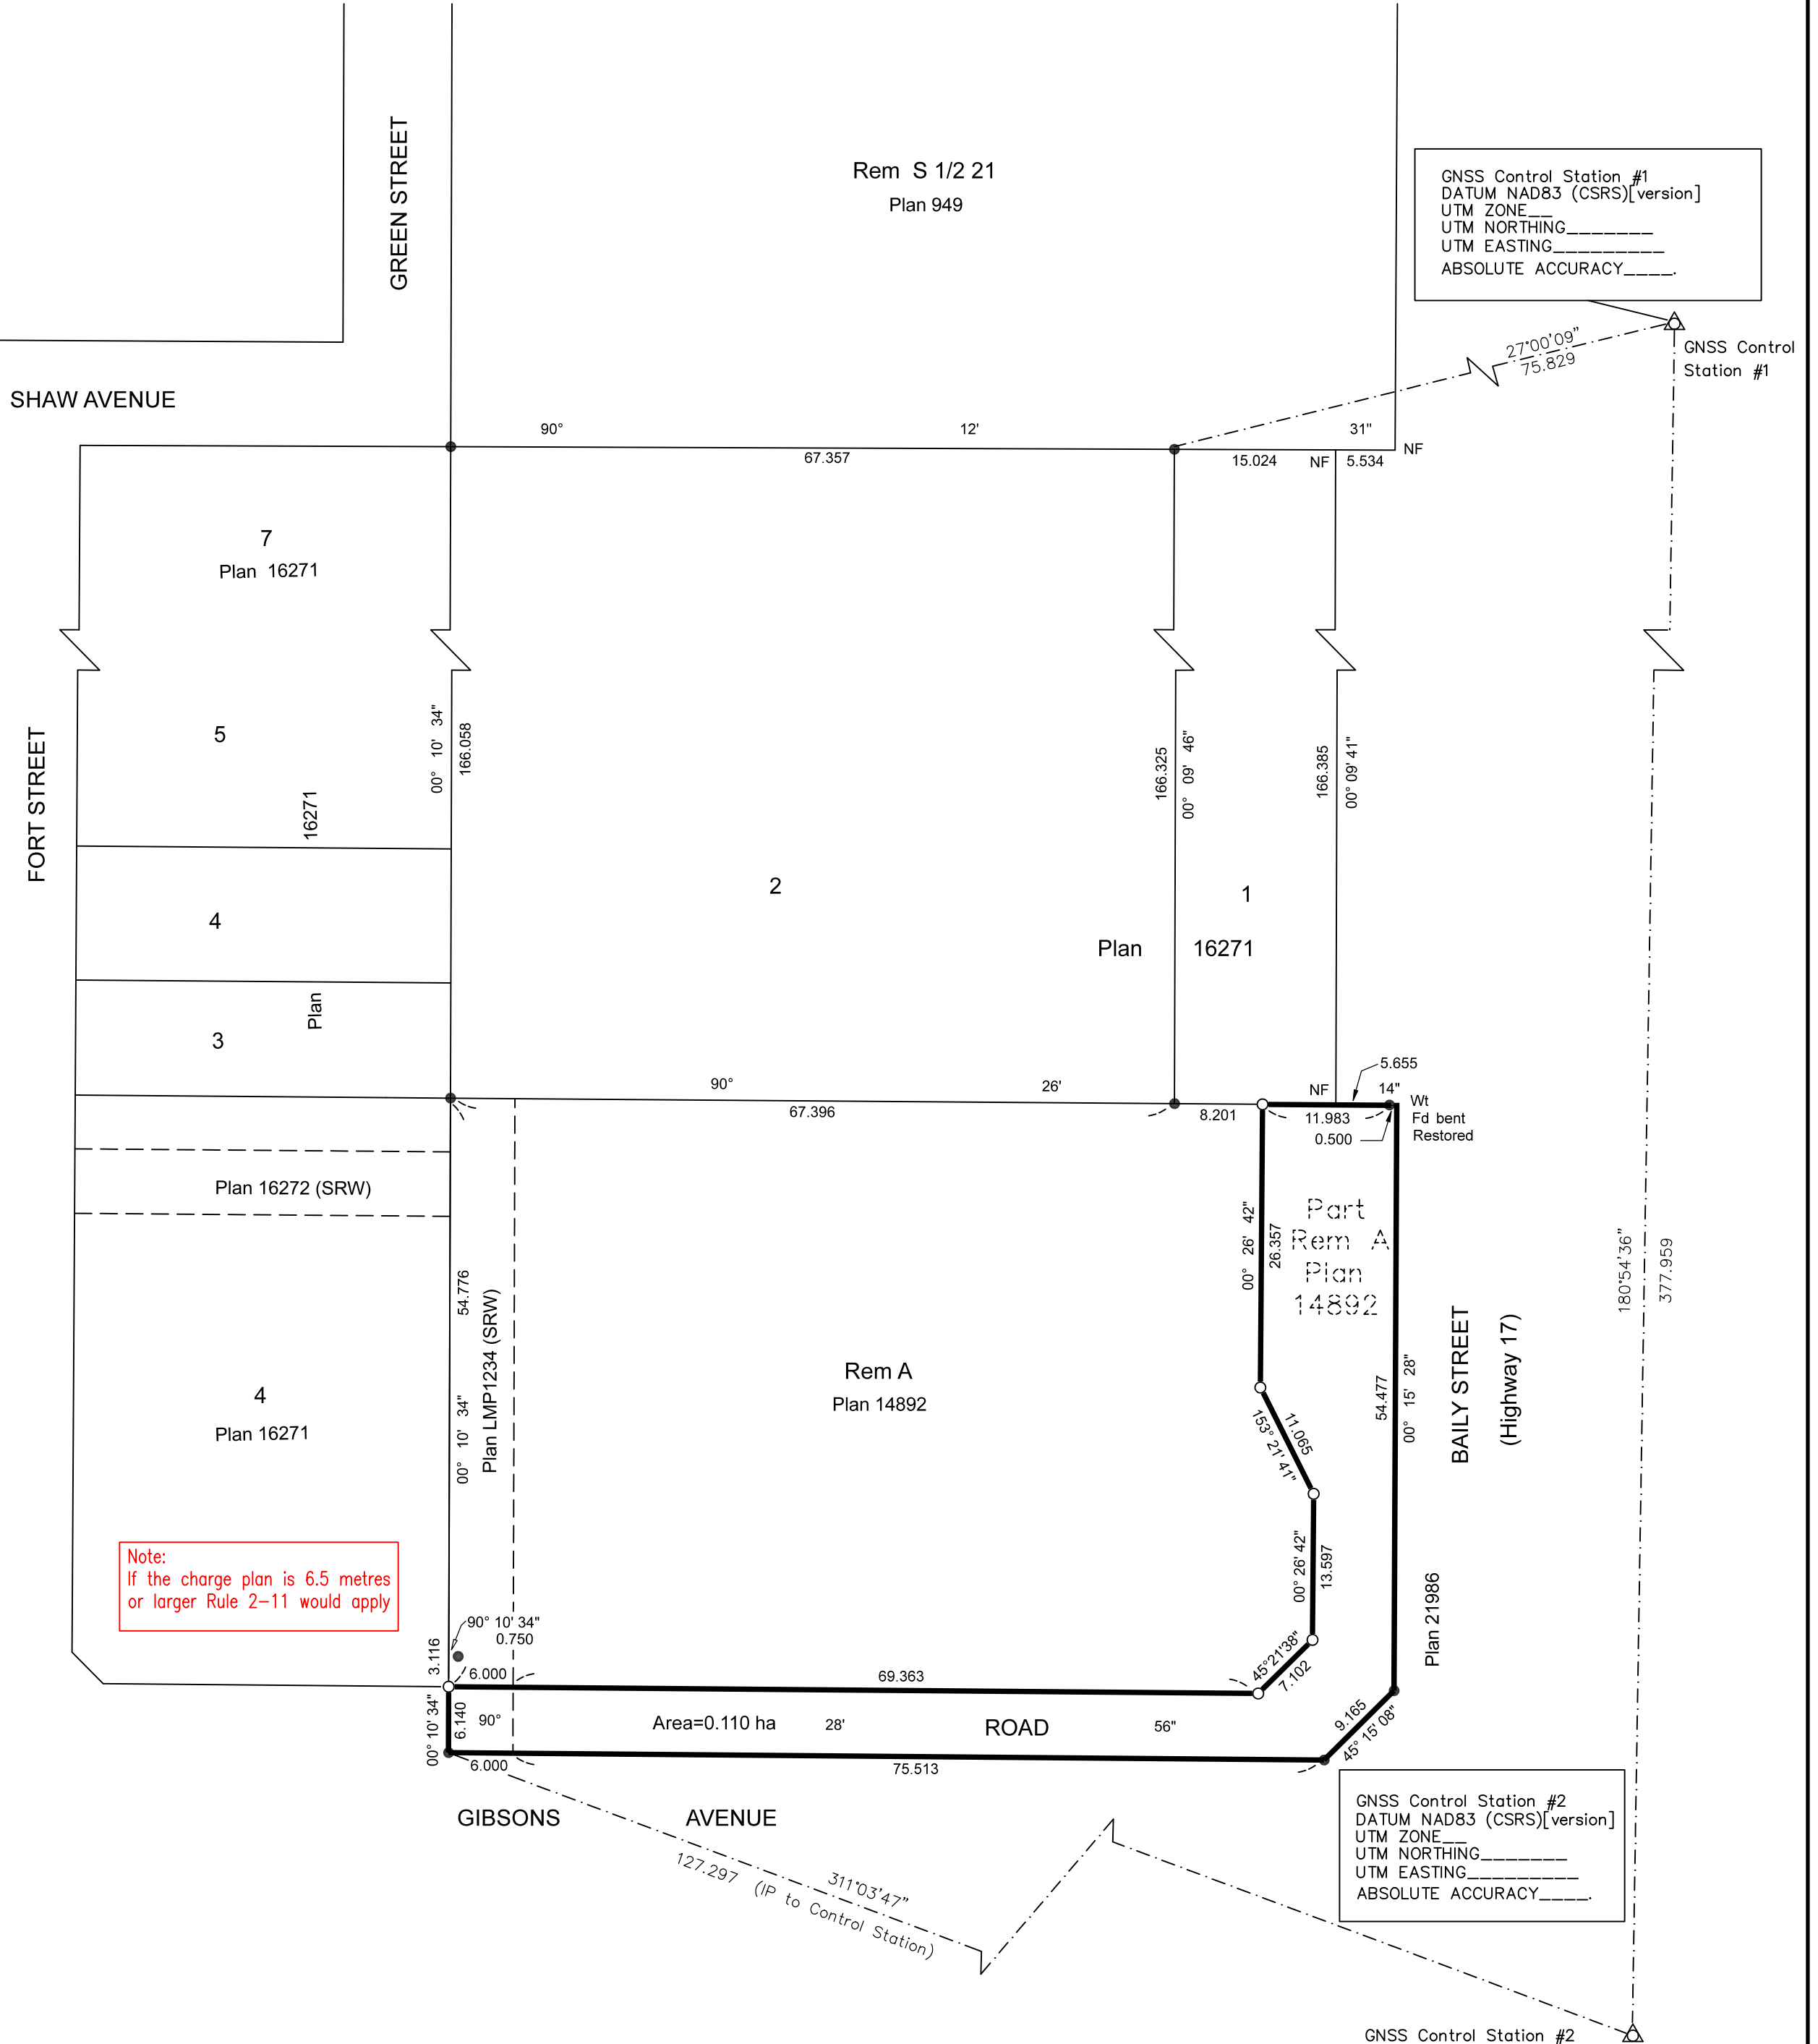 GREEN STREET
Rem S 1/2 21
Plan 949
GNSS Control Station #1
DATUM NAD83 (CSRS)[version]
UTM ZONE__
UTM NORTHING_______
UTM EASTING_________
ABSOLUTE ACCURACY____.
27°00'09"
75.829
GNSS Control
Station #1
SHAW AVENUE
90° 12' 31"
67.357
15.024
NF
5.534
NF
7
Plan 16271
FORT STREET
5
Plan 16271
4
3
00° 10' 34"
166.058
2
166.325
00° 09' 46"
166.385
00° 09' 41"
1
Plan 16271
90° 26' 14"
67.396
8.201
NF
11.983
5.655
0.500
Wt
Fd bent
Restored
Plan 16272 (SRW)
54.776
00° 10' 34"
Plan LMP1234 (SRW)
Rem A
Plan 14892
00° 26' 42"
26.357
Part
Rem A
Plan
14892
11.065
153° 21' 41"
00° 26' 42"
13.597
45°21'38"
7.102
54.477
00° 15' 28"
BAILY STREET
(Highway 17)
Plan 21986
180°54'36"
377.959
4
Plan 16271
Note:
If the charge plan is 6.5 metres
or larger Rule 2-11 would apply
90° 10' 34"
0.750
3.116
6.000
69.363
00° 10' 34"
6.140
90° 28' 56"
Area=0.110 ha
ROAD
9.165
45° 15' 08"
6.000
75.513
GIBSONS AVENUE
311°03'47"
127.297 (IP to Control Station)
GNSS Control Station #2
DATUM NAD83 (CSRS)[version]
UTM ZONE__
UTM NORTHING_______
UTM EASTING_________
ABSOLUTE ACCURACY____.
GNSS Control Station #2